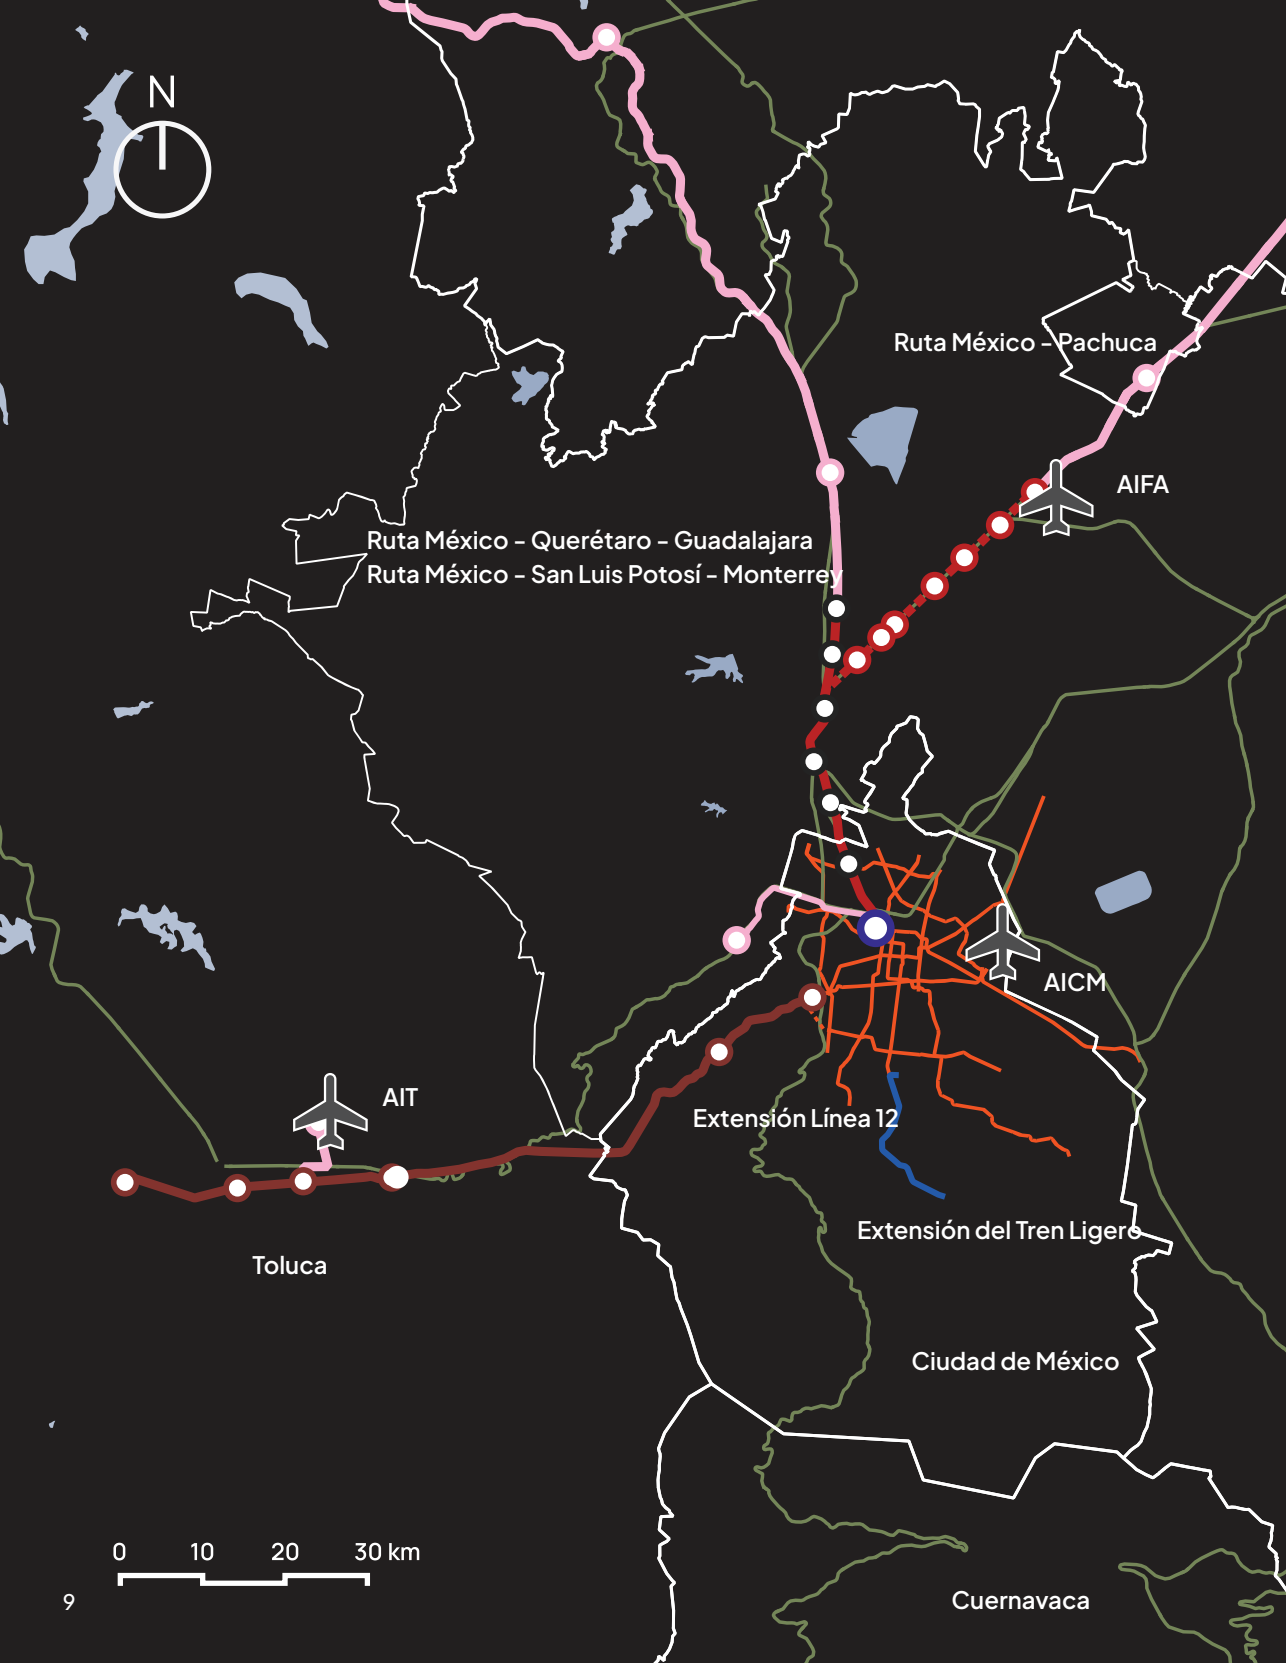 N
Ruta México – Pachuca
AIFA
Ruta México – Querétaro – Guadalajara
Ruta México – San Luis Potosí – Monterrey
AICM
AIT
Extensión Línea 12
Extensión del Tren Ligero
Toluca
Ciudad de México
0 10 20 30 km
Cuernavaca
9